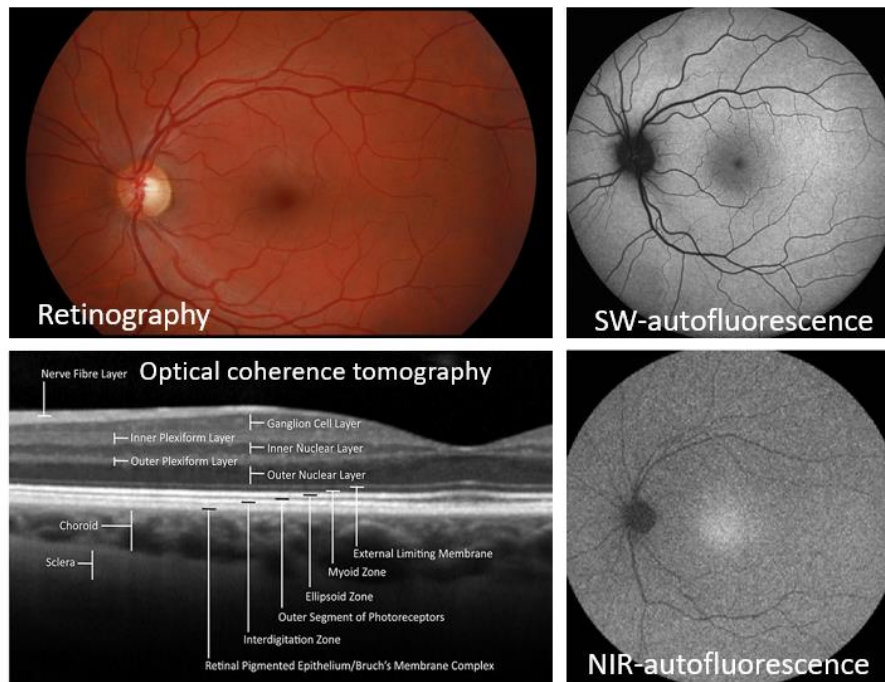 Retinography
SW-autofluorescence
Optical coherence tomography
Nerve Fibre Layer
Ganglion Cell Layer
Inner Plexiform Layer
Inner Nuclear Layer
Outer Plexiform Layer
Outer Nuclear Layer
Choroid
External Limiting Membrane
Sclera
Myoid Zone
Ellipsoid Zone
Outer Segment of Photoreceptors
Interdigitation Zone
Retinal Pigmented Epithelium/Bruch's Membrane Complex
NIR-autofluorescence